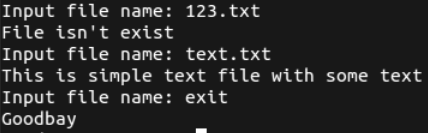 Input file name: 123.txt
File isn't exist
Input file name: text.txt
This is simple text file with some text
Input file name: exit
Goodbay